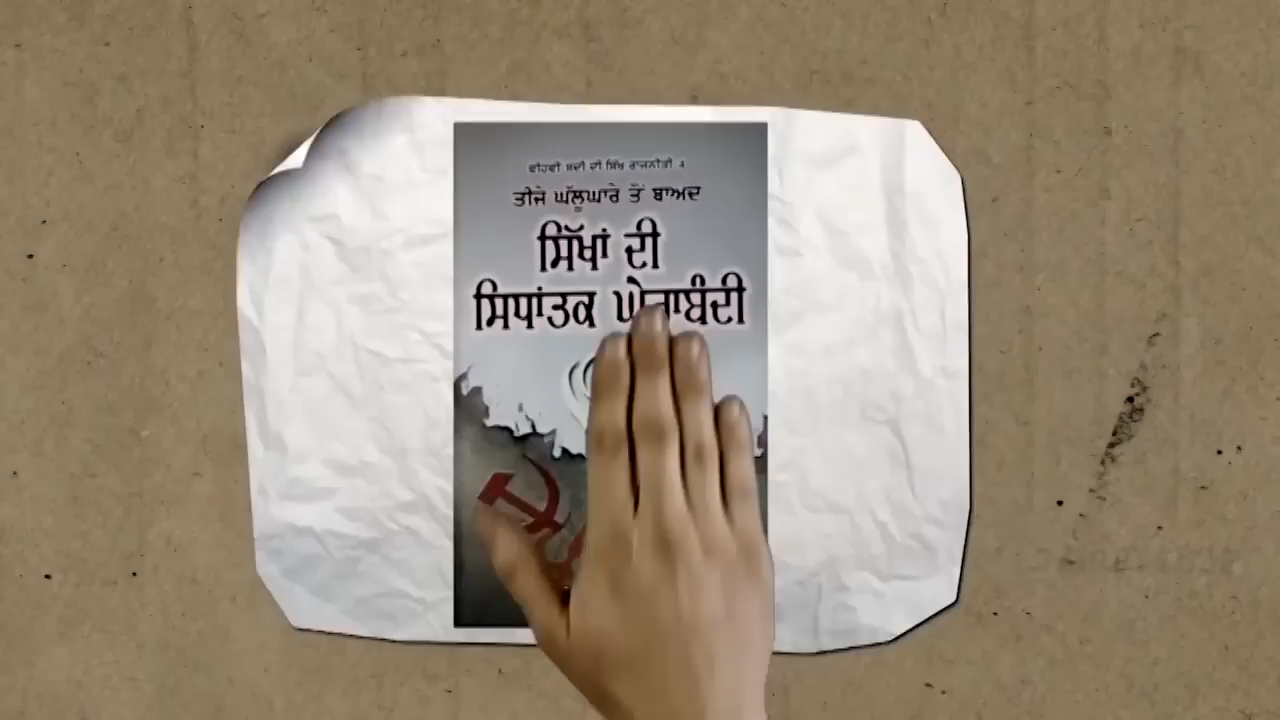 ਵੀਹਵੀਂ ਸਦੀ ਦੀ ਸਿੱਖ ਰਾਜਨੀਤੀ 4
ਤੀਜੇ ਘੱਲੂਘਾਰੇ ਤੋਂ ਬਾਅਦ
ਸਿੱਖਾਂ ਦੀ
ਸਿਧਾਂਤਕ ਘੇਰਾਬੰਦੀ